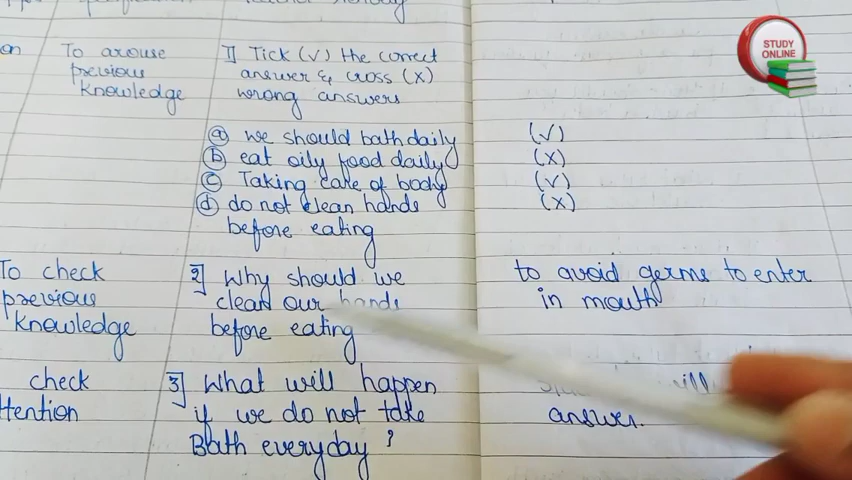 To arouse
previous
knowledge
1] Tick (√) the correct
answer & cross (X)
wrong answers
STUDY
ONLINE
ⓐ we should bath daily (√)
ⓑ eat oily food daily (X)
ⓒ Taking care of body (√)
ⓓ do not clean hands (X)
before eating
To check
previous
knowledge
2] Why should we
clean our hands
before eating
to avoid germs to enter
in mouth
check
3] What will happen
if we do not take
Bath everyday ?
answer.